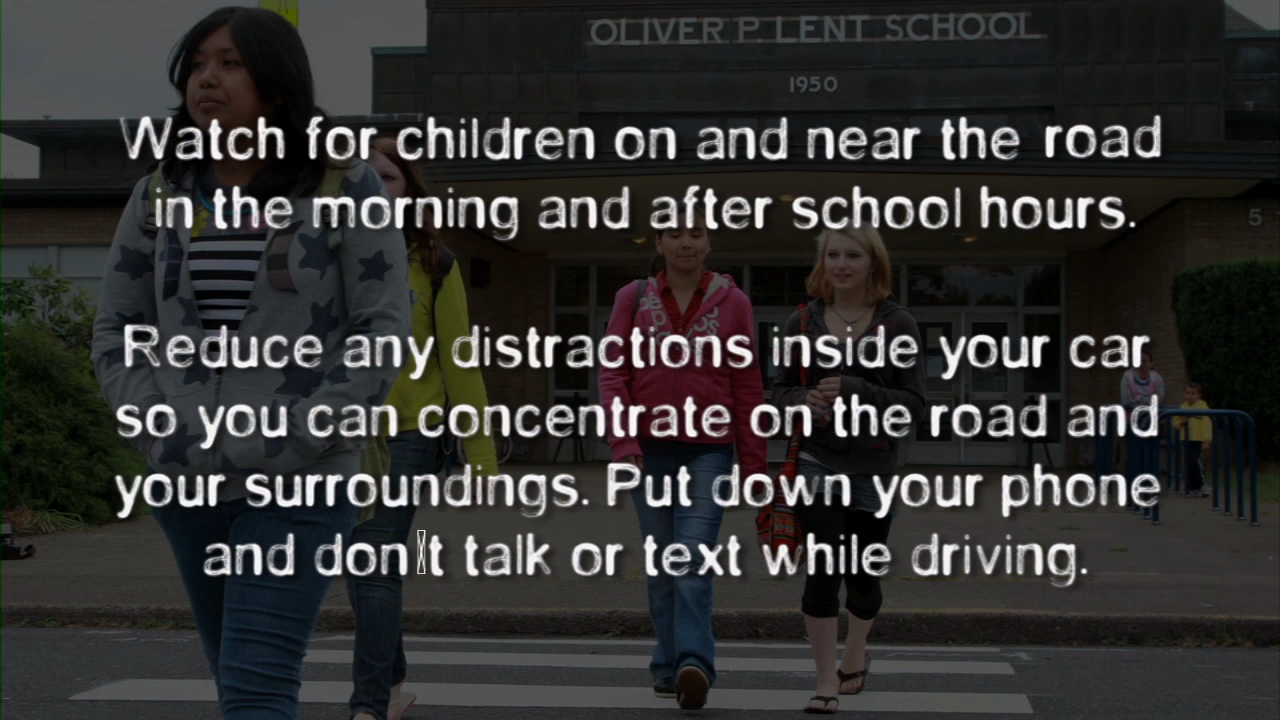 OLIVER P. LENT SCHOOL
1950
Watch for children on and near the road
in the morning and after school hours.
5
Reduce any distractions inside your car
so you can concentrate on the road and
your surroundings. Put down your phone
and don▯t talk or text while driving.